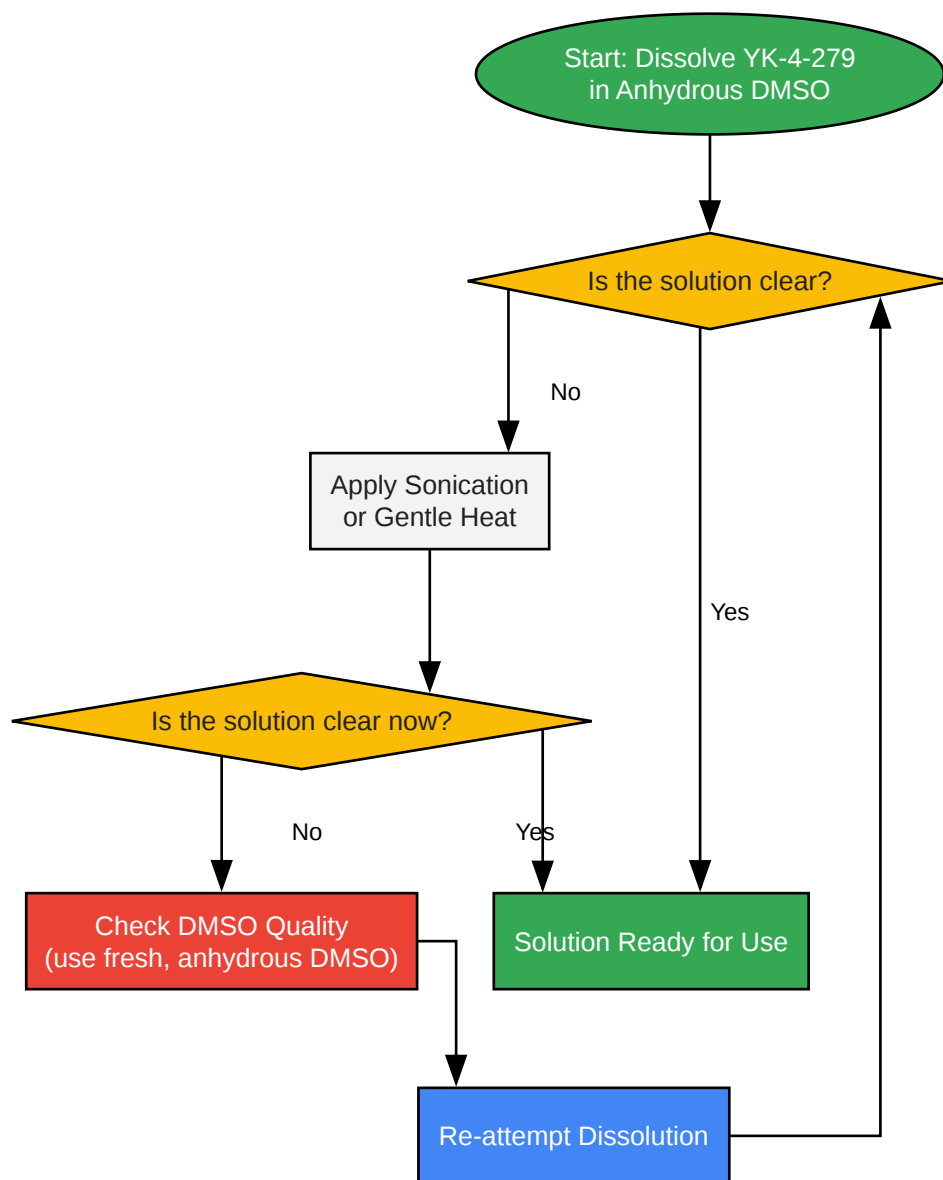 Start: Dissolve YK-4-279
in Anhydrous DMSO
Is the solution clear?
No
Apply Sonication
or Gentle Heat
Yes
Is the solution clear now?
No
Yes
Check DMSO Quality
(use fresh, anhydrous DMSO)
Solution Ready for Use
Re-attempt Dissolution